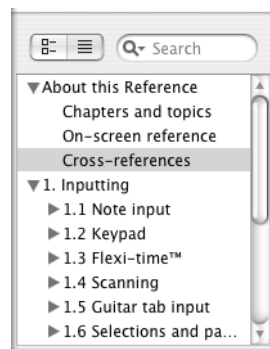 Search
About this Reference
Chapters and topics
On-screen reference
Cross-references
1. Inputting
1.1 Note input
1.2 Keypad
1.3 Flexi-time™
1.4 Scanning
1.5 Guitar tab input
1.6 Selections and pa...